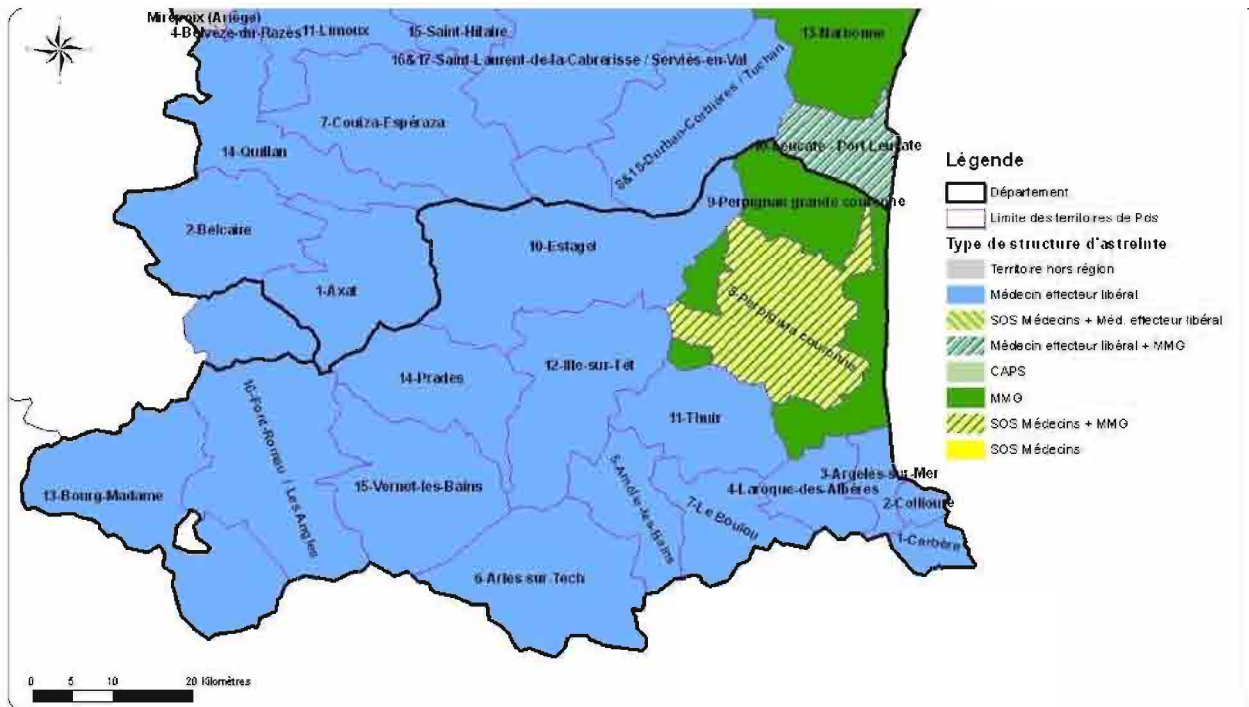 Mirepoix (Ariège)
4-Belvèze-du-Razès
11-Limoux
15-Saint-Hilaire
13-Narbonne
16&17-Saint-Laurent-de-la-Cabrerisse / Serviès-en-Val
7-Couiza-Espéraza
8&18-Durban-Corbières / Tuchan
14-Quillan
Leucate - Port Leucate
9-Perpignan grande couronne
2-Belcaire
10-Estagel
1-Axat
8-Perpignan couronne
12-Ille-sur-Têt
14-Prades
16-Font-Romeu / Les Angles
11-Thuir
13-Bourg-Madame
15-Vernet-les-Bains
5-Amélie-les-Bains
3-Argelès-sur-Mer
4-Laroque-des-Albères
2-Collioure
7-Le Boulou
1-Cerbère
6-Arles sur Tech
Légende
Département
Limite des territoires de Pds
Type de structure d'astreinte
Territoire hors région
Médecin effecteur libéral
SOS Médecins + Méd. effecteur libéral
Médecin effecteur libéral + MMG
CAPS
MMG
SOS Médecins + MMG
SOS Médecins
0 5 10 20 Kilomètres